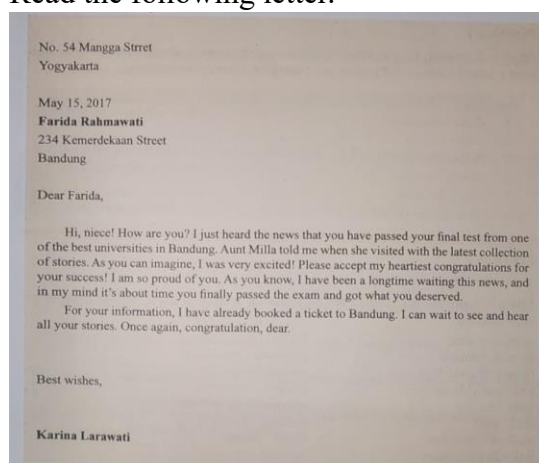 No. 54 Mangga Strret
Yogyakarta
May 15, 2017
Farida Rahmawati
234 Kemerdekaan Street
Bandung
Dear Farida,
Hi, niece! How are you? I just heard the news that you have passed your final test from one
of the best universities in Bandung. Aunt Milla told me when she visited with the latest collection
of stories. As you can imagine, I was very excited! Please accept my heartiest congratulations for
your success! I am so proud of you. As you know, I have been a longtime waiting this news, and
in my mind it's about time you finally passed the exam and got what you deserved.
For your information, I have already booked a ticket to Bandung. I can wait to see and hear
all your stories. Once again, congratulation, dear.
Best wishes,
Karina Larawati